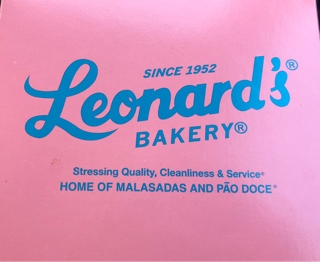 SINCE 1952
Leonard's®
BAKERY®
Stressing Quality, Cleanliness & Service®
HOME OF MALASADAS AND PÃO DOCE®